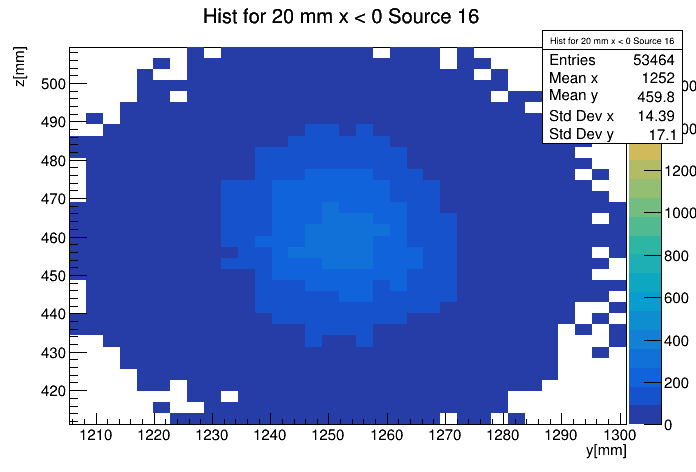 Hist for 20 mm x < 0 Source 16
Hist for 20 mm x < 0 Source 16
Entries 53464
Mean x 1252
Mean y 459.8
Std Dev x 14.39
Std Dev y 17.1
z[mm]
500
490
480
470
460
450
440
430
420
1210 1220 1230 1240 1250 1260 1270 1280 1290 1300
y[mm]
1200
1000
800
600
400
200
0